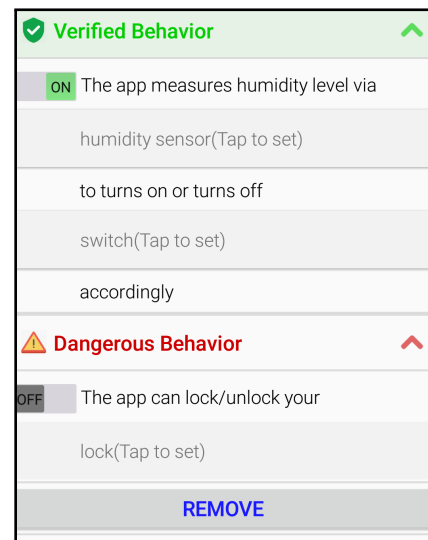 Verified Behavior
ON The app measures humidity level via
humidity sensor(Tap to set)
to turns on or turns off
switch(Tap to set)
accordingly
Dangerous Behavior
OFF The app can lock/unlock your
lock(Tap to set)
REMOVE